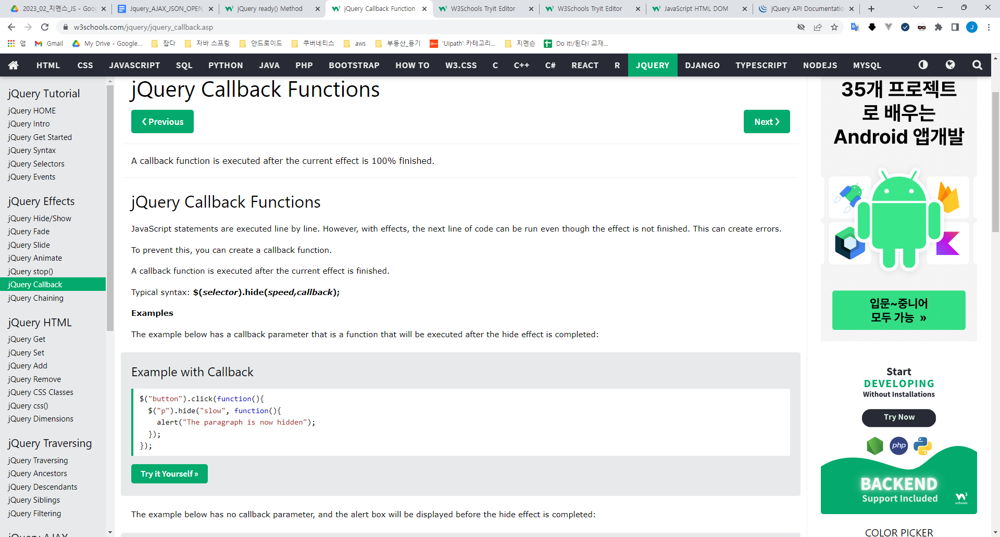 2023_02_지멘스_JS - Goo
Jquery_AJAX_JSON_OPEN
jQuery ready() Method
jQuery Callback Function
W3Schools Tryit Editor
W3Schools Tryit Editor
JavaScript HTML DOM
jQuery API Documentatio
w3schools.com/jquery/jquery_callback.asp
J
앱
Gmail
My Drive - Google...
잡다
자바 스프링
안드로이드
쿠버네티스
aws
부동산_등기
'Uipath' 카테고리...
지멘슨
Do it!/된다! 교재...
HTML
CSS
JAVASCRIPT
SQL
PYTHON
JAVA
PHP
BOOTSTRAP
HOW TO
W3.CSS
C
C++
C#
REACT
R
JQUERY
DJANGO
TYPESCRIPT
NODEJS
MYSQL
jQuery Tutorial
jQuery HOME
jQuery Intro
jQuery Get Started
jQuery Syntax
jQuery Selectors
jQuery Events
jQuery Effects
jQuery Hide/Show
jQuery Fade
jQuery Slide
jQuery Animate
jQuery stop()
jQuery Callback
jQuery Chaining
jQuery HTML
jQuery Get
jQuery Set
jQuery Add
jQuery Remove
jQuery CSS Classes
jQuery css()
jQuery Dimensions
jQuery Traversing
jQuery Traversing
jQuery Ancestors
jQuery Descendants
jQuery Siblings
jQuery Filtering
jQuery AJAX
jQuery Callback Functions
❮ Previous
Next ❯
A callback function is executed after the current effect is 100% finished.
jQuery Callback Functions
JavaScript statements are executed line by line. However, with effects, the next line of code can be run even though the effect is not finished. This can create errors.
To prevent this, you can create a callback function.
A callback function is executed after the current effect is finished.
Typical syntax: $(selector).hide(speed,callback);
Examples
The example below has a callback parameter that is a function that will be executed after the hide effect is completed:
Example with Callback
$("button").click(function(){
  $("p").hide("slow", function(){
    alert("The paragraph is now hidden");
  });
});
Try it Yourself »
The example below has no callback parameter, and the alert box will be displayed before the hide effect is completed:
35개 프로젝트
로 배우는
Android 앱개발
입문~중니어
모두 가능 »
Start
DEVELOPING
Without Installations
Try Now
php
BACKEND
Support Included
W3
schools
COLOR PICKER